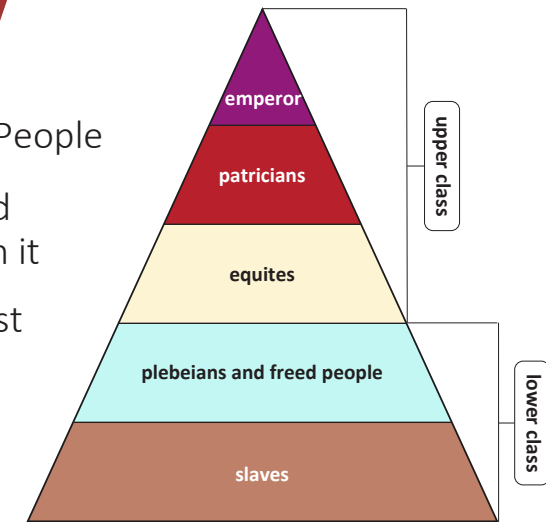 People
d
n it
st
emperor
patricians
equites
plebeians and freed people
slaves
upper class
lower class